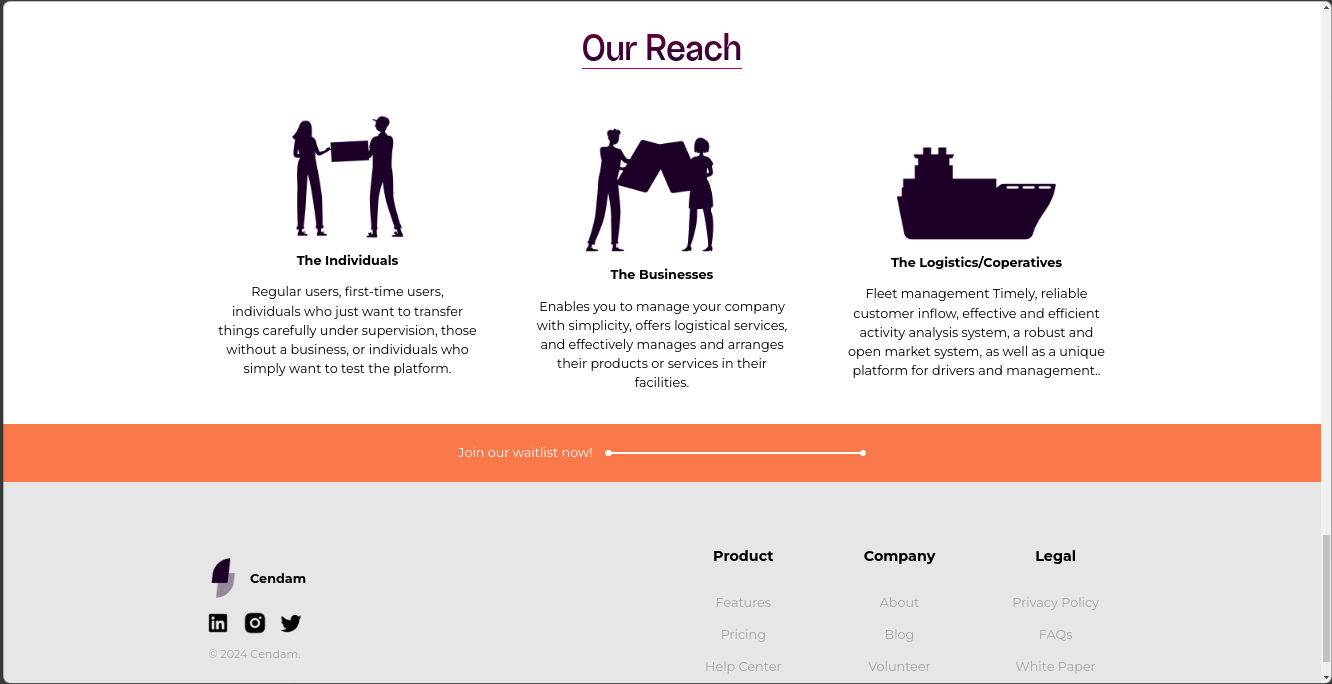 Our Reach
The Individuals
Regular users, first-time users,
individuals who just want to transfer
things carefully under supervision, those
without a business, or individuals who
simply want to test the platform.
The Businesses
Enables you to manage your company
with simplicity, offers logistical services,
and effectively manages and arranges
their products or services in their
facilities.
The Logistics/Coperatives
Fleet management Timely, reliable
customer inflow, effective and efficient
activity analysis system, a robust and
open market system, as well as a unique
platform for drivers and management..
Join our waitlist now!
Cendam
© 2024 Cendam.
Product
Features
Pricing
Help Center
Company
About
Blog
Volunteer
Legal
Privacy Policy
FAQs
White Paper